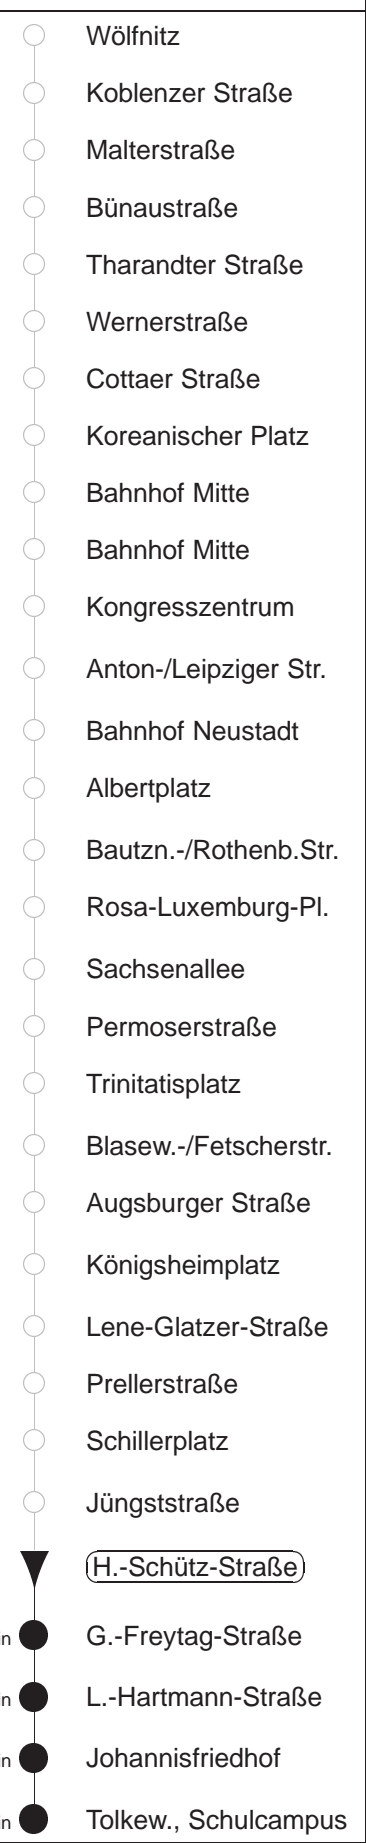 Wölfnitz
Koblenzer Straße
Malterstraße
Bünaustraße
Tharandter Straße
Wernerstraße
Cottaer Straße
Koreanischer Platz
Bahnhof Mitte
Bahnhof Mitte
Kongresszentrum
Anton-/Leipziger Str.
Bahnhof Neustadt
Albertplatz
Bautzn.-/Rothenb.Str.
Rosa-Luxemburg-Pl.
Sachsenallee
Permoserstraße
Trinitatisplatz
Blasew.-/Fetscherstr.
Augsburger Straße
Königsheimplatz
Lene-Glatzer-Straße
Prellerstraße
Schillerplatz
Jüngststraße
H.-Schütz-Straße
G.-Freytag-Straße
L.-Hartmann-Straße
Johannisfriedhof
Tolkew., Schulcampus